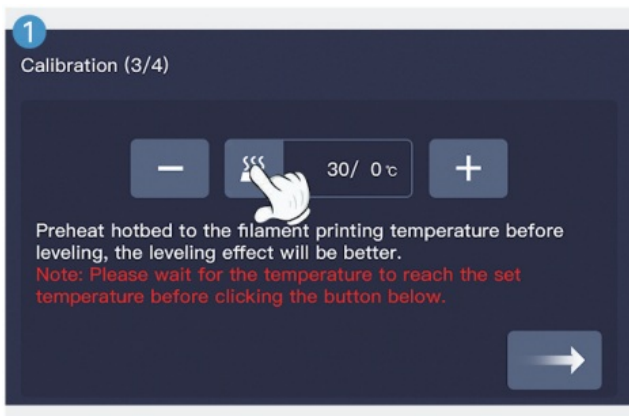 1
Calibration (3/4)
30/ 0 ℃
Preheat hotbed to the filament printing temperature before
leveling, the leveling effect will be better.
Note: Please wait for the temperature to reach the set
temperature before clicking the button below.